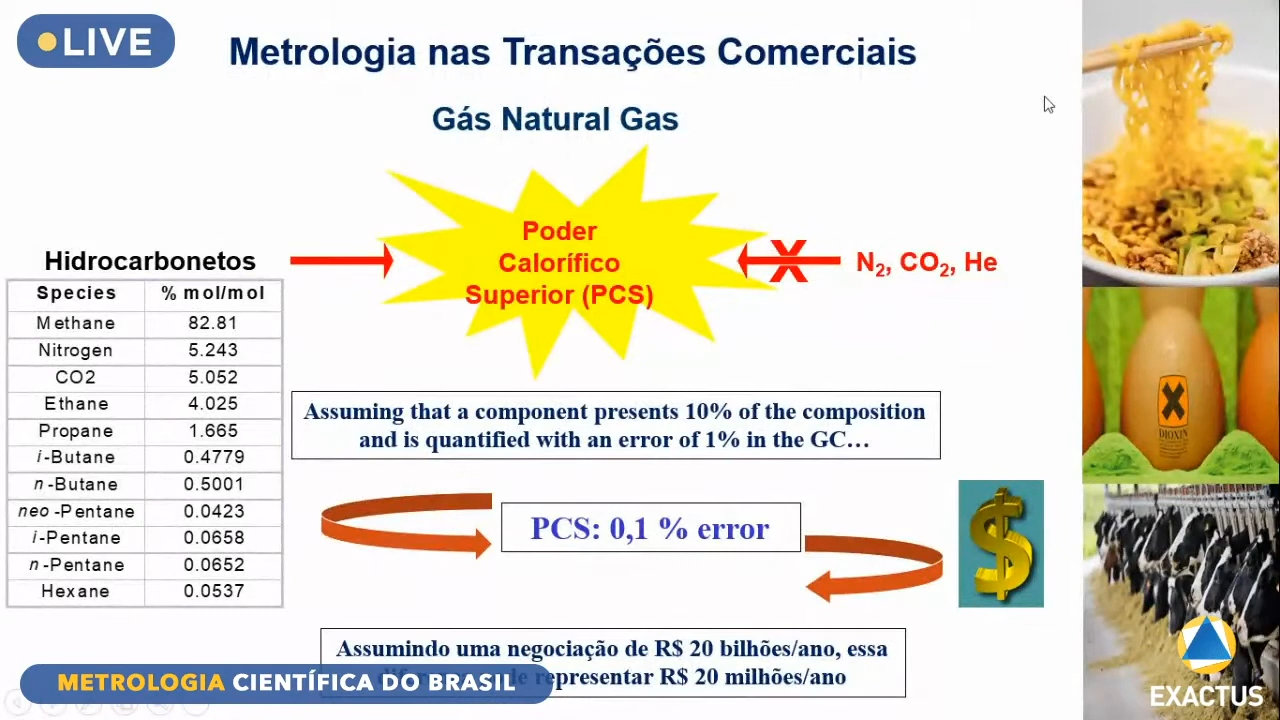 LIVE
Metrologia nas Transações Comerciais
Gás Natural Gas
Poder
Calorífico
Superior (PCS)
Hidrocarbonetos
N2, CO2, He
Species % mol/mol
Methane 82.81
Nitrogen 5.243
CO2 5.052
Ethane 4.025
Propane 1.665
i-Butane 0.4779
n-Butane 0.5001
neo-Pentane 0.0423
i-Pentane 0.0658
n-Pentane 0.0652
Hexane 0.0537
Assuming that a component presents 10% of the composition
and is quantified with an error of 1% in the GC…
PCS: 0,1 % error
$
Assumindo uma negociação de R$ 20 bilhões/ano, essa
representar R$ 20 milhões/ano
METROLOGIA CIENTÍFICA DO BRASIL
DIOXIN
EXACTUS